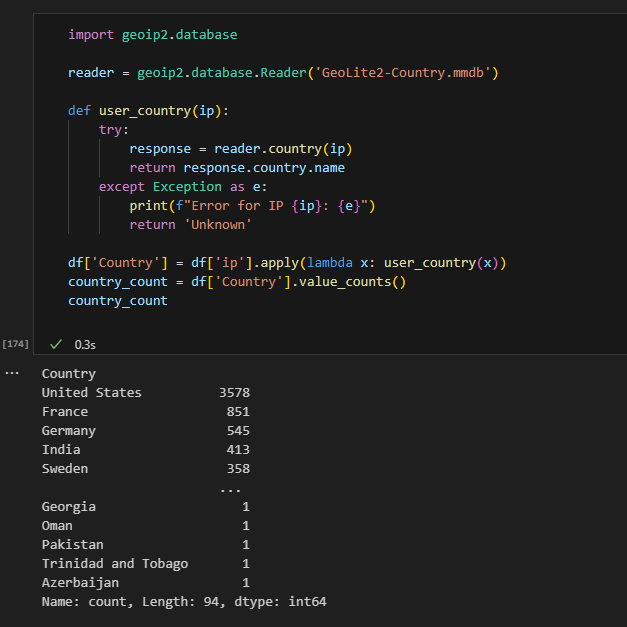 import geoip2.database
reader = geoip2.database.Reader('GeoLite2-Country.mmdb')
def user_country(ip):
    try:
        response = reader.country(ip)
        return response.country.name
    except Exception as e:
        print(f"Error for IP {ip}: {e}")
        return 'Unknown'
df['Country'] = df['ip'].apply(lambda x: user_country(x))
country_count = df['Country'].value_counts()
country_count
[174] ✓ 0.3s
... Country
United States 3578
France 851
Germany 545
India 413
Sweden 358
...
Georgia 1
Oman 1
Pakistan 1
Trinidad and Tobago 1
Azerbaijan 1
Name: count, Length: 94, dtype: int64